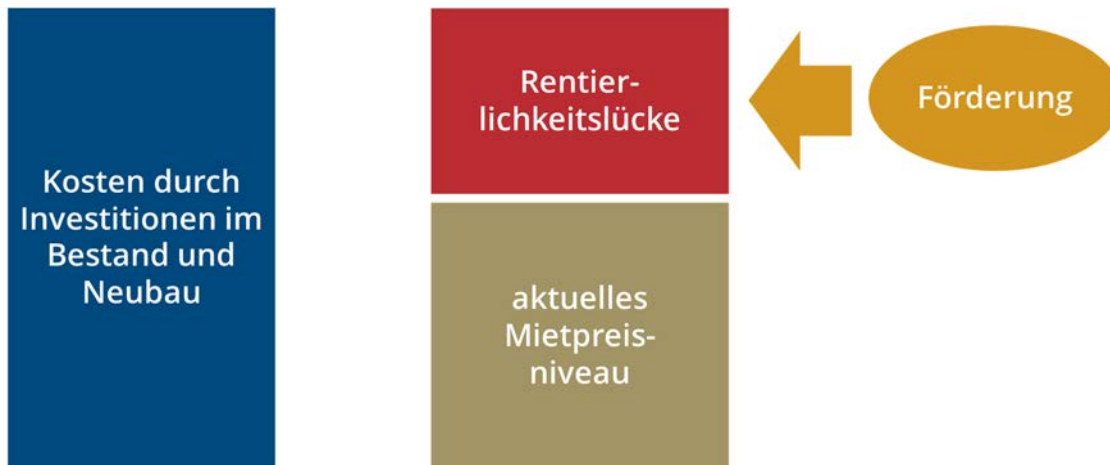 Kosten durch
Investitionen im
Bestand und
Neubau
Rentier-
lichkeitslücke
aktuelles
Mietpreis-
niveau
Förderung